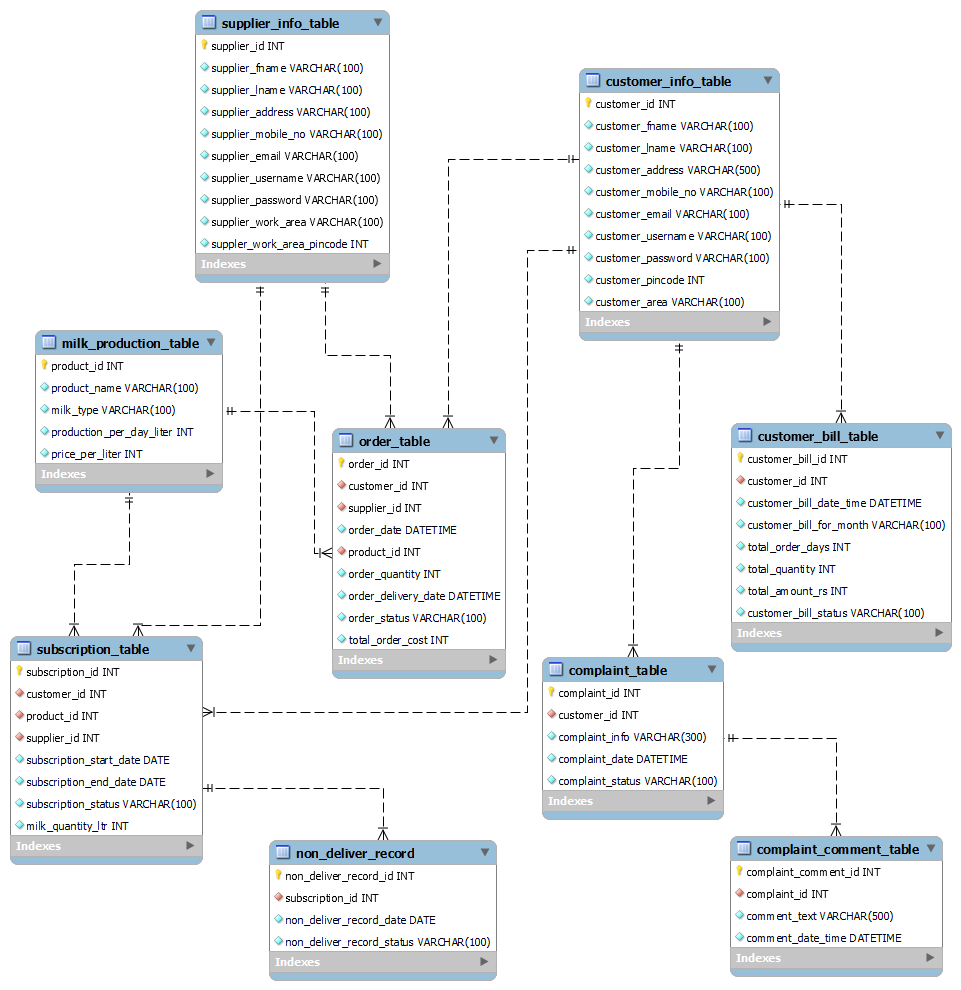 supplier_info_table
supplier_id INT
supplier_fname VARCHAR(100)
supplier_lname VARCHAR(100)
supplier_address VARCHAR(100)
supplier_mobile_no VARCHAR(100)
supplier_email VARCHAR(100)
supplier_username VARCHAR(100)
supplier_password VARCHAR(100)
supplier_work_area VARCHAR(100)
suppler_work_area_pincode INT
Indexes
customer_info_table
customer_id INT
customer_fname VARCHAR(100)
customer_lname VARCHAR(100)
customer_address VARCHAR(500)
customer_mobile_no VARCHAR(100)
customer_email VARCHAR(100)
customer_username VARCHAR(100)
customer_password VARCHAR(100)
customer_pincode INT
customer_area VARCHAR(100)
Indexes
milk_production_table
product_id INT
product_name VARCHAR(100)
milk_type VARCHAR(100)
production_per_day_liter INT
price_per_liter INT
Indexes
order_table
order_id INT
customer_id INT
supplier_id INT
order_date DATETIME
product_id INT
order_quantity INT
order_delivery_date DATETIME
order_status VARCHAR(100)
total_order_cost INT
Indexes
customer_bill_table
customer_bill_id INT
customer_id INT
customer_bill_date_time DATETIME
customer_bill_for_month VARCHAR(100)
total_order_days INT
total_quantity INT
total_amount_rs INT
customer_bill_status VARCHAR(100)
Indexes
subscription_table
subscription_id INT
customer_id INT
product_id INT
supplier_id INT
subscription_start_date DATE
subscription_end_date DATE
subscription_status VARCHAR(100)
milk_quantity_ltr INT
Indexes
complaint_table
complaint_id INT
customer_id INT
complaint_info VARCHAR(300)
complaint_date DATETIME
complaint_status VARCHAR(100)
Indexes
non_deliver_record
non_deliver_record_id INT
subscription_id INT
non_deliver_record_date DATE
non_deliver_record_status VARCHAR(100)
Indexes
complaint_comment_table
complaint_comment_id INT
complaint_id INT
comment_text VARCHAR(500)
comment_date_time DATETIME
Indexes